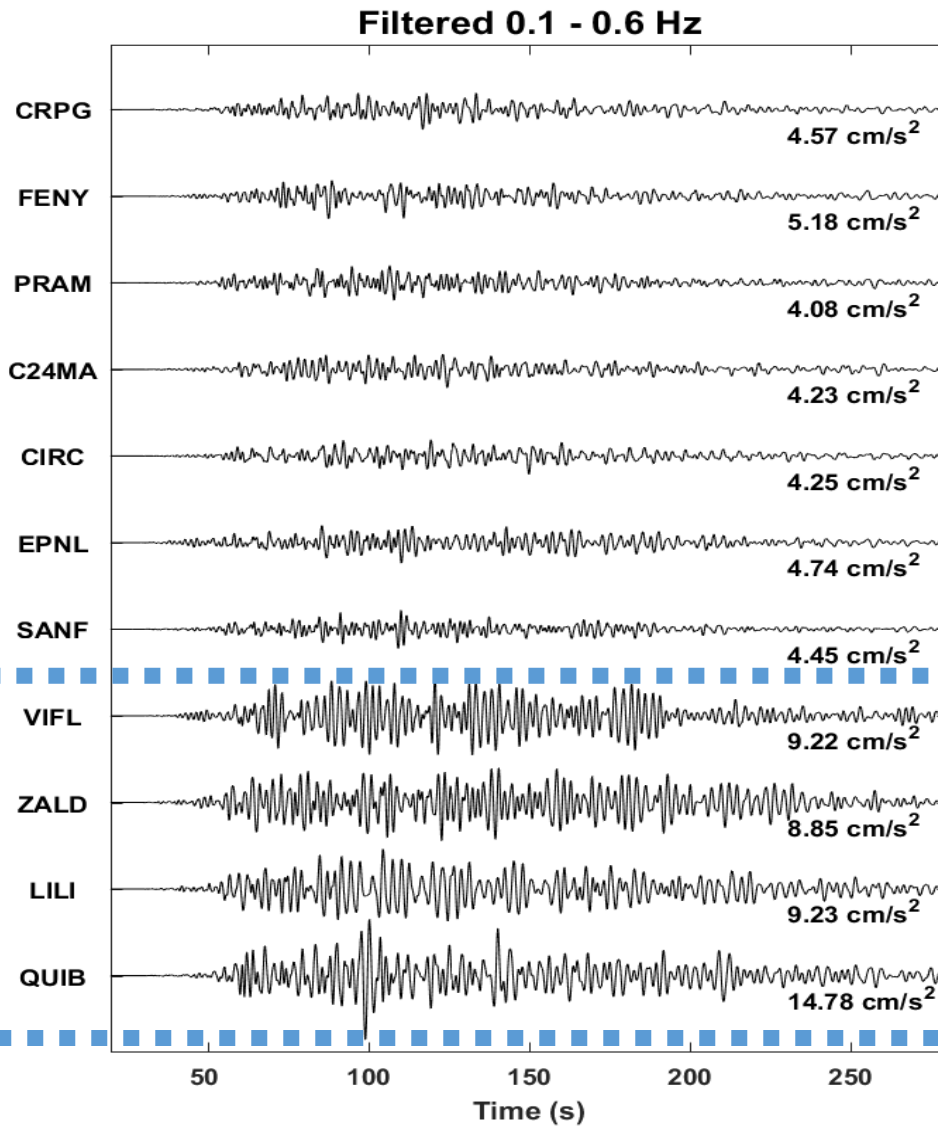 Filtered 0.1 - 0.6 Hz
CRPG
4.57 cm/s²
FENY
5.18 cm/s²
PRAM
4.08 cm/s²
C24MA
4.23 cm/s²
CIRC
4.25 cm/s²
EPNL
4.74 cm/s²
SANF
4.45 cm/s²
VIFL
9.22 cm/s²
ZALD
8.85 cm/s²
LILI
9.23 cm/s²
QUIB
14.78 cm/s²
50 100 150 200 250
Time (s)